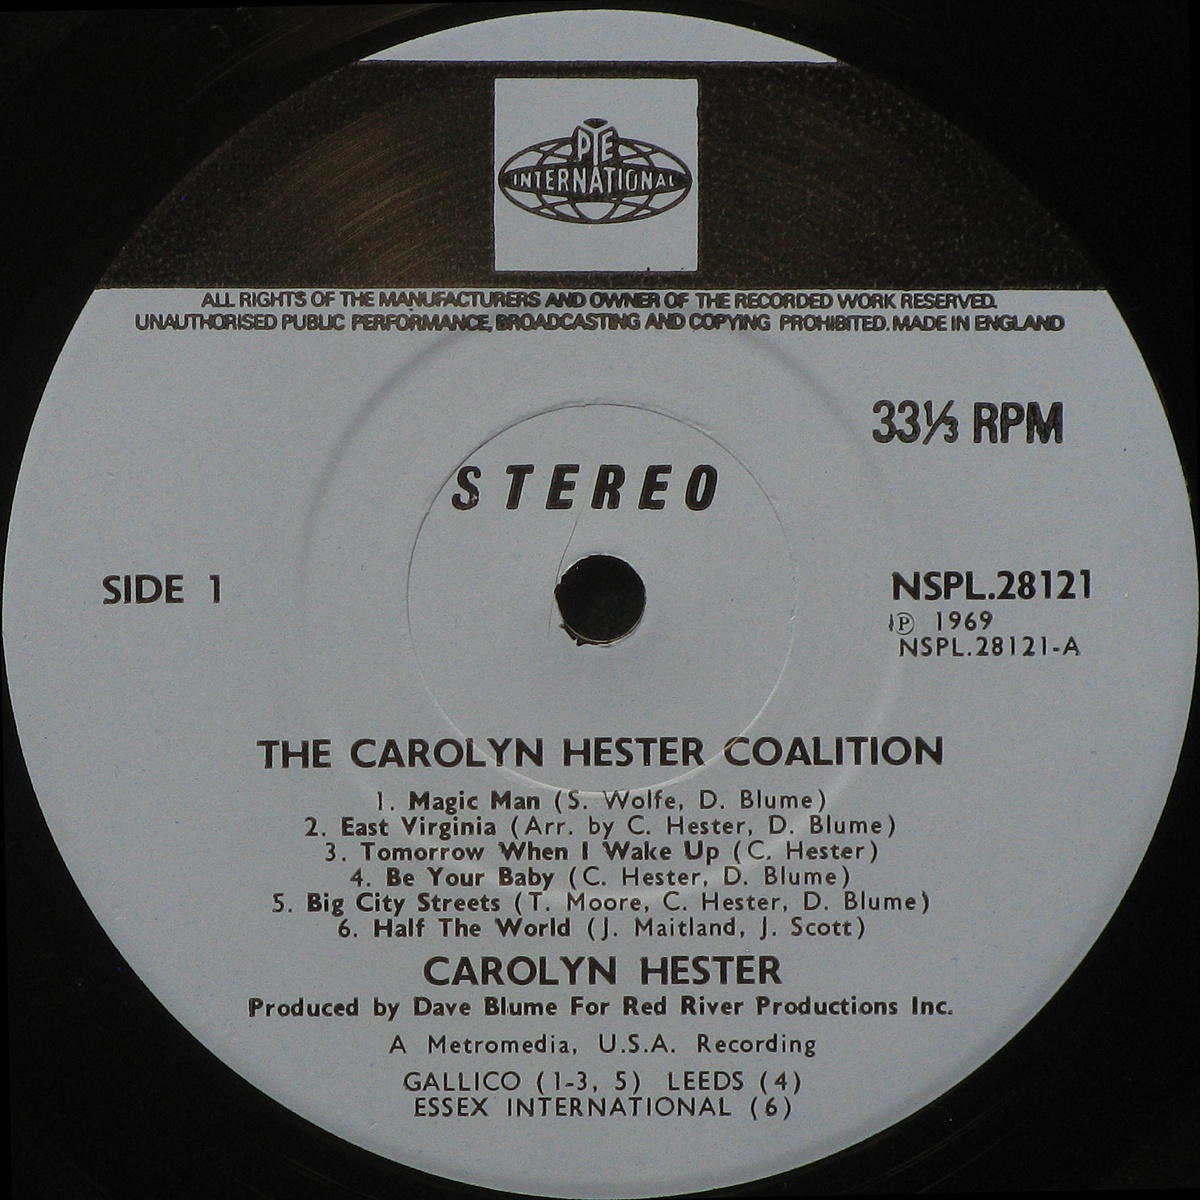 PYE
INTERNATIONAL
ALL RIGHTS OF THE MANUFACTURERS AND OWNER OF THE RECORDED WORK RESERVED.
UNAUTHORISED PUBLIC PERFORMANCE, BROADCASTING AND COPYING PROHIBITED. MADE IN ENGLAND
33⅓ RPM
STEREO
SIDE 1
NSPL.28121
℗ 1969
NSPL.28121-A
THE CAROLYN HESTER COALITION
1. Magic Man (S. Wolfe, D. Blume)
2. East Virginia (Arr. by C. Hester, D. Blume)
3. Tomorrow When I Wake Up (C. Hester)
4. Be Your Baby (C. Hester, D. Blume)
5. Big City Streets (T. Moore, C. Hester, D. Blume)
6. Half The World (J. Maitland, J. Scott)
CAROLYN HESTER
Produced by Dave Blume For Red River Productions Inc.
A Metromedia, U.S.A. Recording
GALLICO (1-3, 5) LEEDS (4)
ESSEX INTERNATIONAL (6)